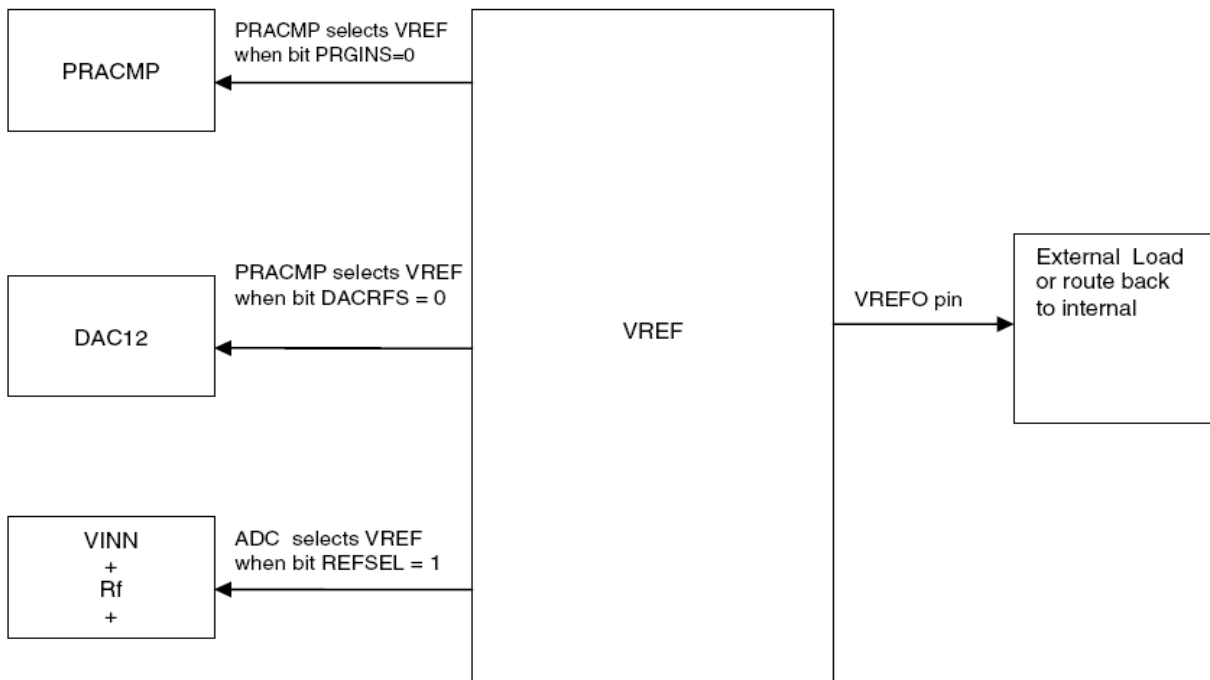 PRACMP
PRACMP selects VREF
when bit PRGINS=0
DAC12
PRACMP selects VREF
when bit DACRFS = 0
VINN
+
Rf
+
ADC selects VREF
when bit REFSEL = 1
VREF
VREFO pin
External Load
or route back
to internal